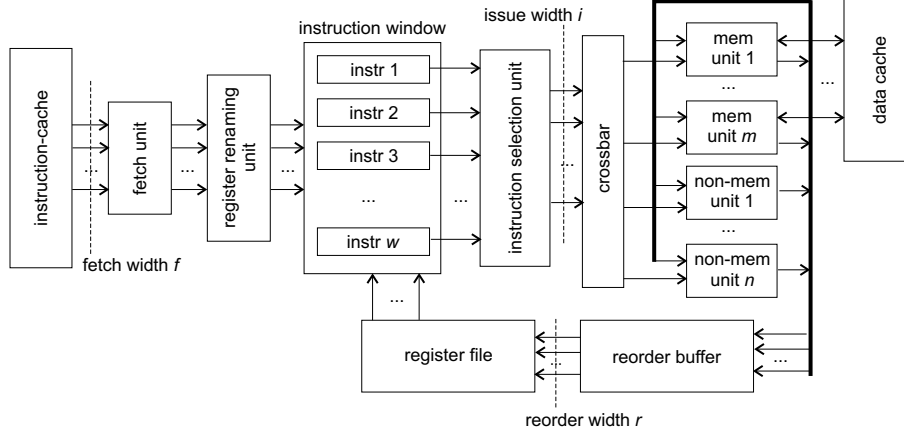 issue width i
instruction window
instruction-cache
...
fetch width f
fetch unit
...
register renaming
unit
...
instr 1
instr 2
instr 3
...
instr w
...
instruction selection unit
...
crossbar
mem
unit 1
...
mem
unit m
non-mem
unit 1
...
non-mem
unit n
...
data cache
...
register file
...
reorder buffer
...
reorder width r